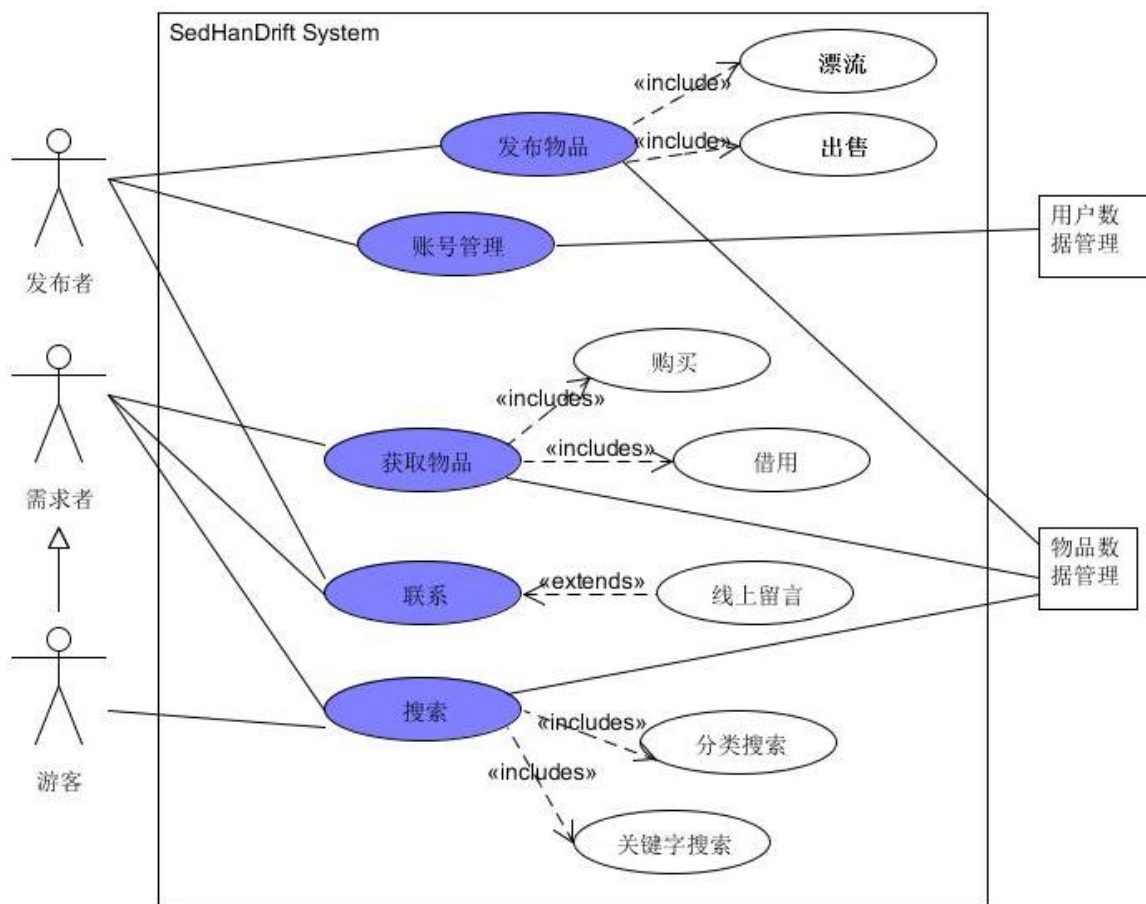 SedHanDrift System
漂流
«include»
发布物品
«include»
出售
发布者
账号管理
用户数
据管理
购买
«includes»
获取物品
«includes»
借用
需求者
联系
«extends»
线上留言
物品数
据管理
搜索
«includes»
分类搜索
«includes»
游客
关键字搜索